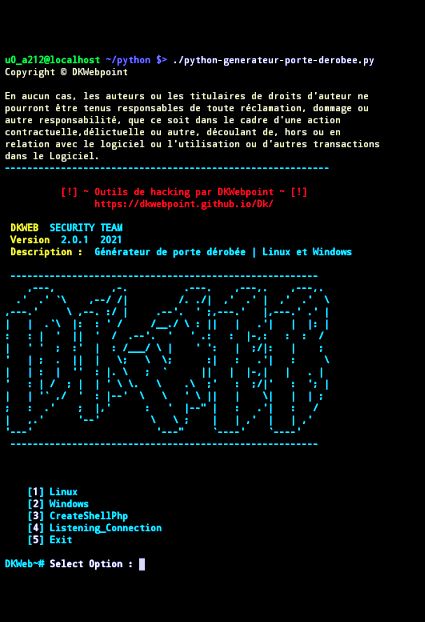 u0_a212@localhost ~/python $> ./python-generateur-porte-derobee.py
Copyright © DKWebpoint
En aucun cas, les auteurs ou les titulaires de droits d'auteur ne
pourront être tenus responsables de toute réclamation, dommage ou
autre responsabilité, que ce soit dans le cadre d'une action
contractuelle,délictuelle ou autre, découlant de, hors ou en
relation avec le logiciel ou l'utilisation ou d'autres transactions
dans le Logiciel.
[!] ~ Outils de hacking par DKWebpoint ~ [!]
https://dkwebpoint.github.io/Dk/
DKWEB  SECURITY TEAM
Version  2.0.1  2021
Description :  Générateur de porte dérobée | Linux et Windows
[1] Linux
[2] Windows
[3] CreateShellPhp
[4] Listening_Connection
[5] Exit
DKWeb~# Select Option :